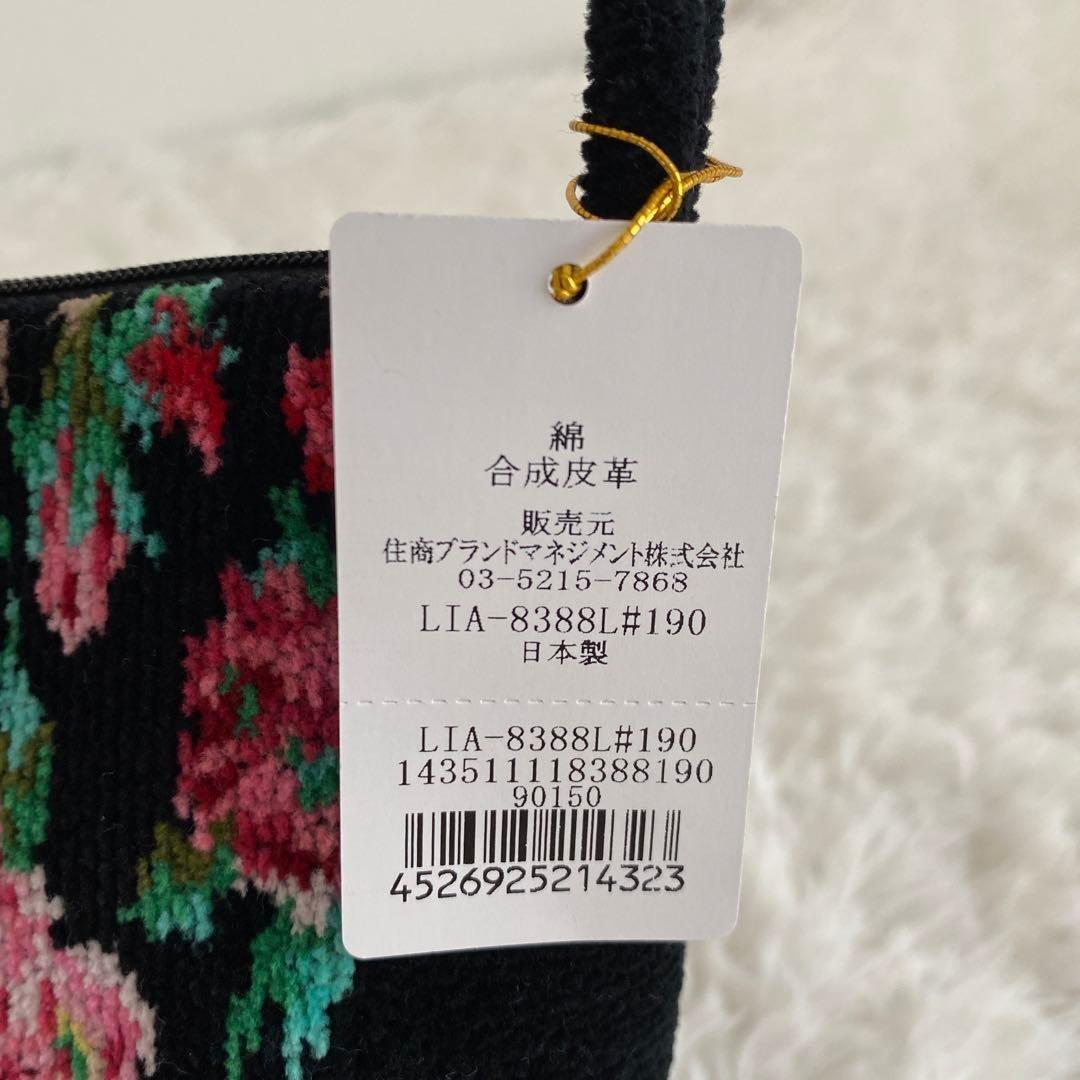 綿
合成皮革
販売元
住商ブランドマネジメント株式会社
03-5215-7868
LIA-8388L#190
日本製
LIA-8388L#190
143511118388190
90150
4526925214323